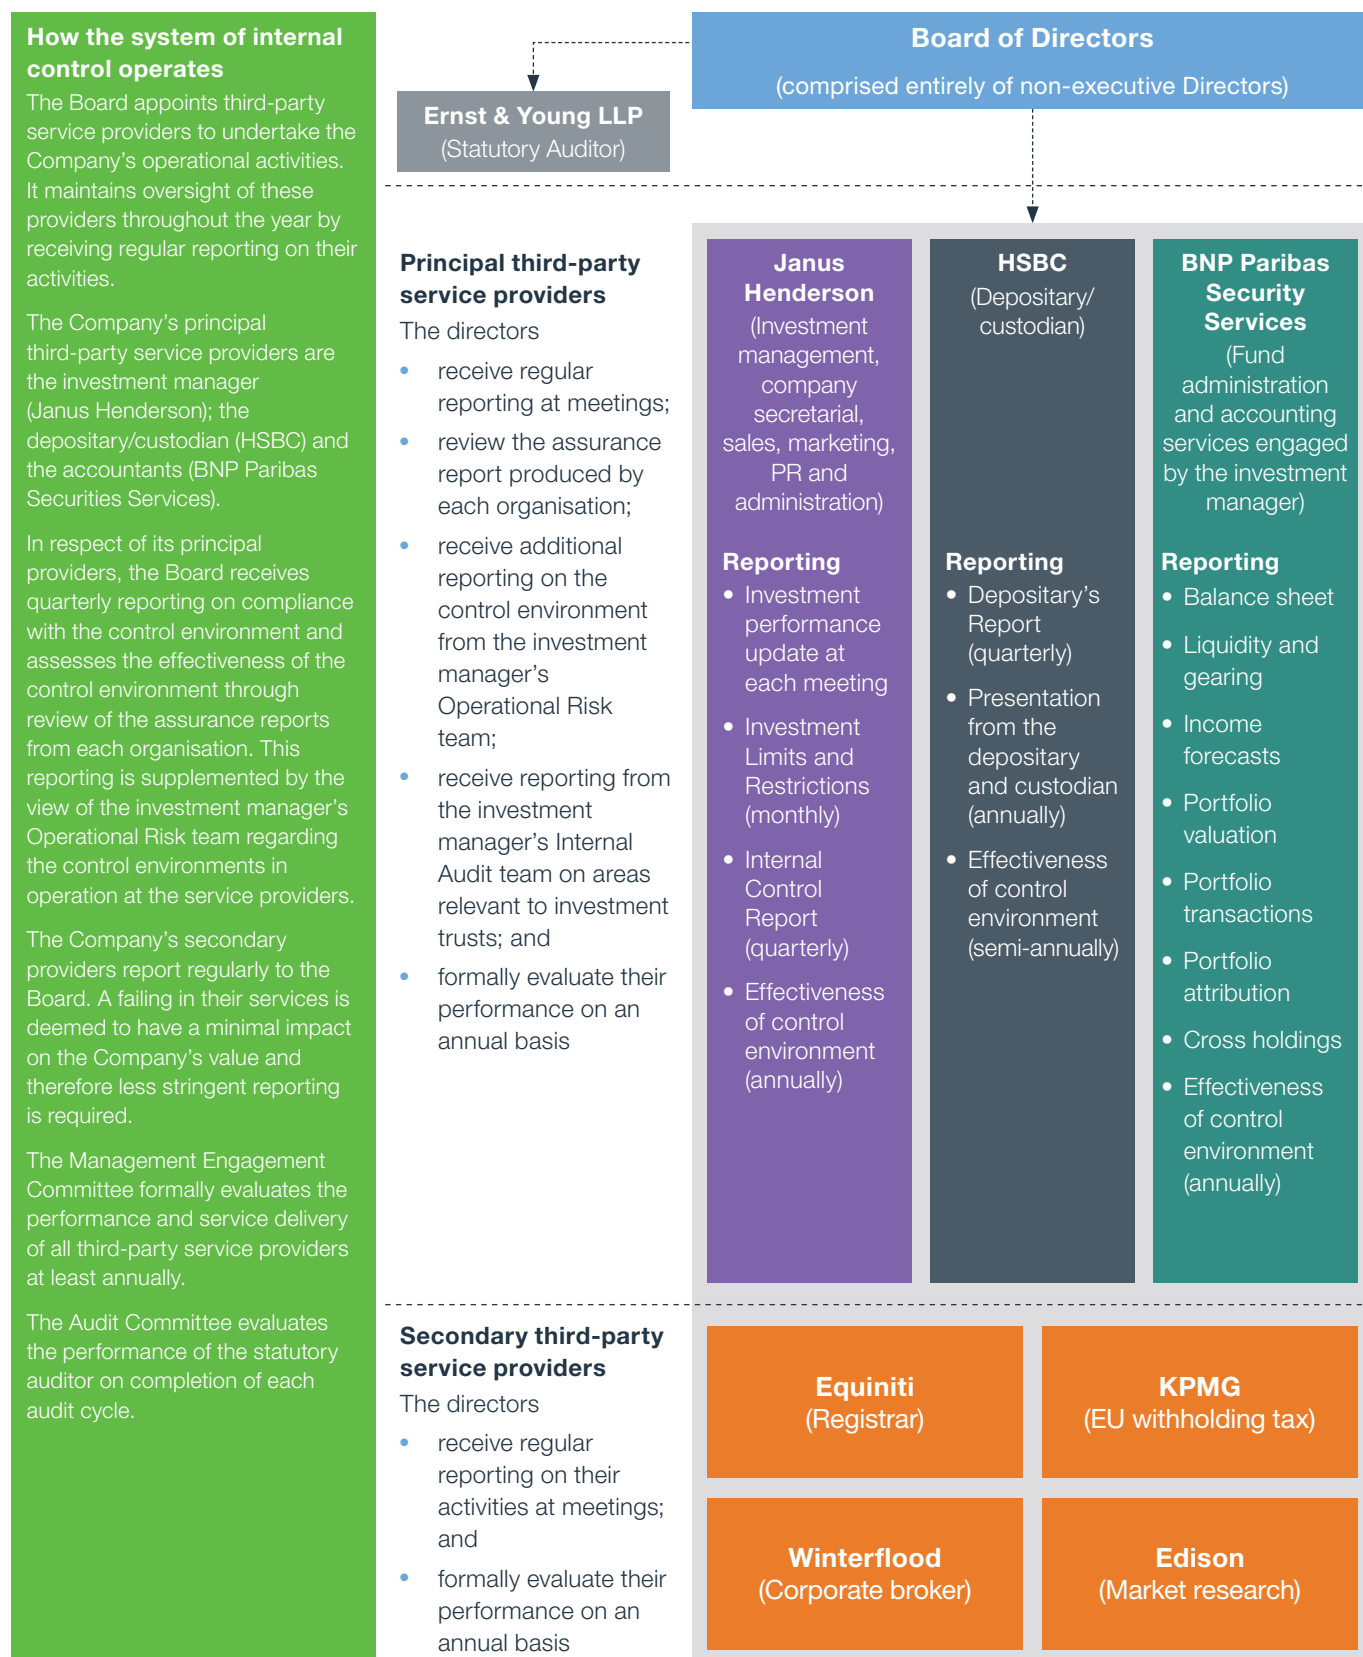 How the system of internal
control operates
The Board appoints third-party
service providers to undertake the
Company's operational activities.
It maintains oversight of these
providers throughout the year by
receiving regular reporting on their
activities.
The Company's principal
third-party service providers are
the investment manager
(Janus Henderson); the
depositary/custodian (HSBC) and
the accountants (BNP Paribas
Securities Services).
In respect of its principal
providers, the Board receives
quarterly reporting on compliance
with the control environment and
assesses the effectiveness of the
control environment through
review of the assurance reports
from each organisation. This
reporting is supplemented by the
view of the investment manager's
Operational Risk team regarding
the control environments in
operation at the service providers.
The Company's secondary
providers report regularly to the
Board. A failing in their services is
deemed to have a minimal impact
on the Company's value and
therefore less stringent reporting
is required.
The Management Engagement
Committee formally evaluates the
performance and service delivery
of all third-party service providers
at least annually.
The Audit Committee evaluates
the performance of the statutory
auditor on completion of each
audit cycle.
Board of Directors
(comprised entirely of non-executive Directors)
Ernst & Young LLP
(Statutory Auditor)
Principal third-party
service providers
The directors
• receive regular
reporting at meetings;
• review the assurance
report produced by
each organisation;
• receive additional
reporting on the
control environment
from the investment
manager's
Operational Risk
team;
• receive reporting from
the investment
manager's Internal
Audit team on areas
relevant to investment
trusts; and
• formally evaluate their
performance on an
annual basis
Janus
Henderson
(Investment
management,
company
secretarial,
sales, marketing,
PR and
administration)
Reporting
• Investment
performance
update at
each meeting
• Investment
Limits and
Restrictions
(monthly)
• Internal
Control
Report
(quarterly)
• Effectiveness
of control
environment
(annually)
HSBC
(Depositary/
custodian)
Reporting
• Depositary's
Report
(quarterly)
• Presentation
from the
depositary
and custodian
(annually)
• Effectiveness
of control
environment
(semi-annually)
BNP Paribas
Security
Services
(Fund
administration
and accounting
services engaged
by the investment
manager)
Reporting
• Balance sheet
• Liquidity and
gearing
• Income
forecasts
• Portfolio
valuation
• Portfolio
transactions
• Portfolio
attribution
• Cross holdings
• Effectiveness
of control
environment
(annually)
Secondary third-party
service providers
The directors
• receive regular
reporting on their
activities at meetings;
and
• formally evaluate their
performance on an
annual basis
Equiniti
(Registrar)
KPMG
(EU withholding tax)
Winterflood
(Corporate broker)
Edison
(Market research)